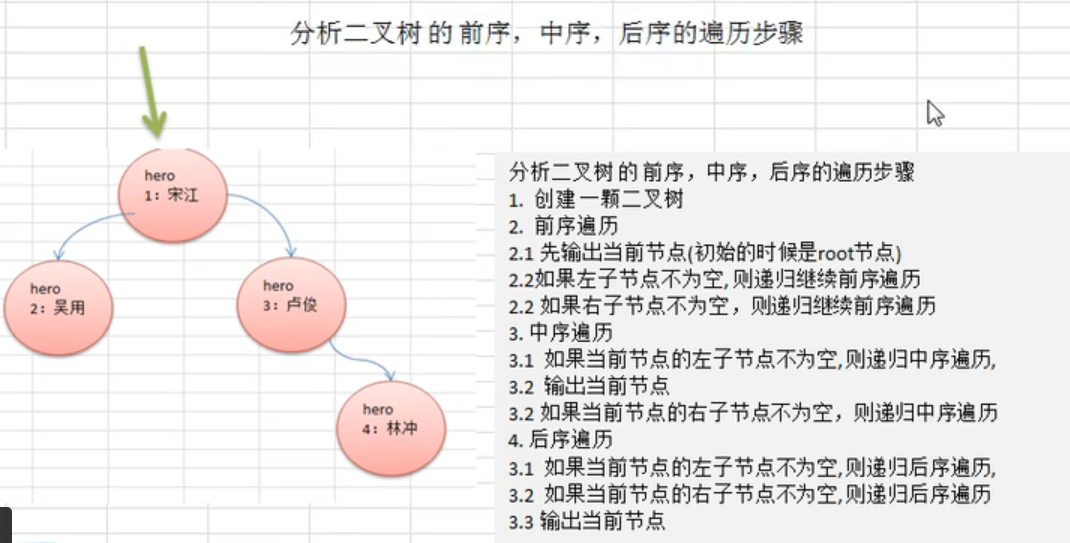 分析二叉树的前序，中序，后序的遍历步骤
hero
1：宋江
hero
2：吴用
hero
3：卢俊
hero
4：林冲
分析二叉树的前序，中序，后序的遍历步骤
1. 创建一颗二叉树
2. 前序遍历
2.1 先输出当前节点(初始的时候是root节点)
2.2如果左子节点不为空,则递归继续前序遍历
2.2 如果右子节点不为空，则递归继续前序遍历
3. 中序遍历
3.1 如果当前节点的左子节点不为空,则递归中序遍历,
3.2 输出当前节点
3.2 如果当前节点的右子节点不为空，则递归中序遍历
4. 后序遍历
3.1 如果当前节点的左子节点不为空,则递归后序遍历,
3.2 如果当前节点的右子节点不为空,则递归后序遍历
3.3 输出当前节点